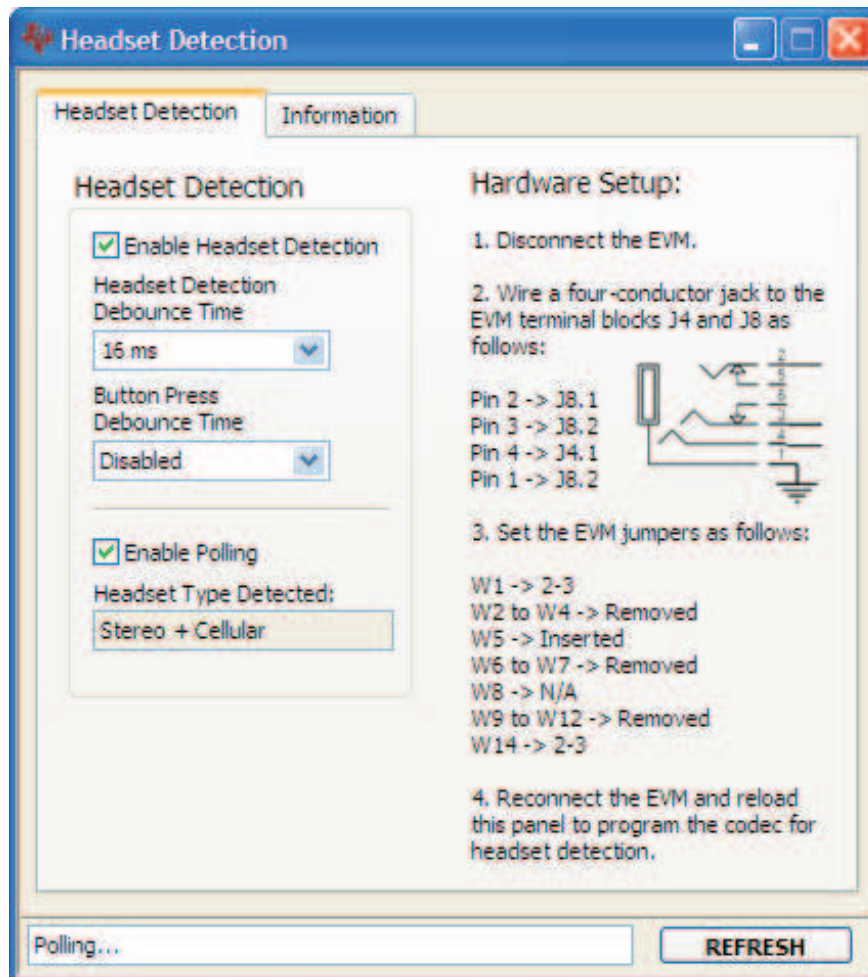 Headset Detection
Headset Detection
Information
Headset Detection
Enable Headset Detection
Headset Detection
Debounce Time
16 ms
Button Press
Debounce Time
Disabled
Enable Polling
Headset Type Detected:
Stereo + Cellular
Hardware Setup:
1. Disconnect the EVM.
2. Wire a four-conductor jack to the
EVM terminal blocks J4 and J8 as
follows:
Pin 2 -> J8.1
Pin 3 -> J8.2
Pin 4 -> J4.1
Pin 1 -> J8.2
3. Set the EVM jumpers as follows:
W1 -> 2-3
W2 to W4 -> Removed
W5 -> Inserted
W6 to W7 -> Removed
W8 -> N/A
W9 to W12 -> Removed
W14 -> 2-3
4. Reconnect the EVM and reload
this panel to program the codec for
headset detection.
Polling...
REFRESH